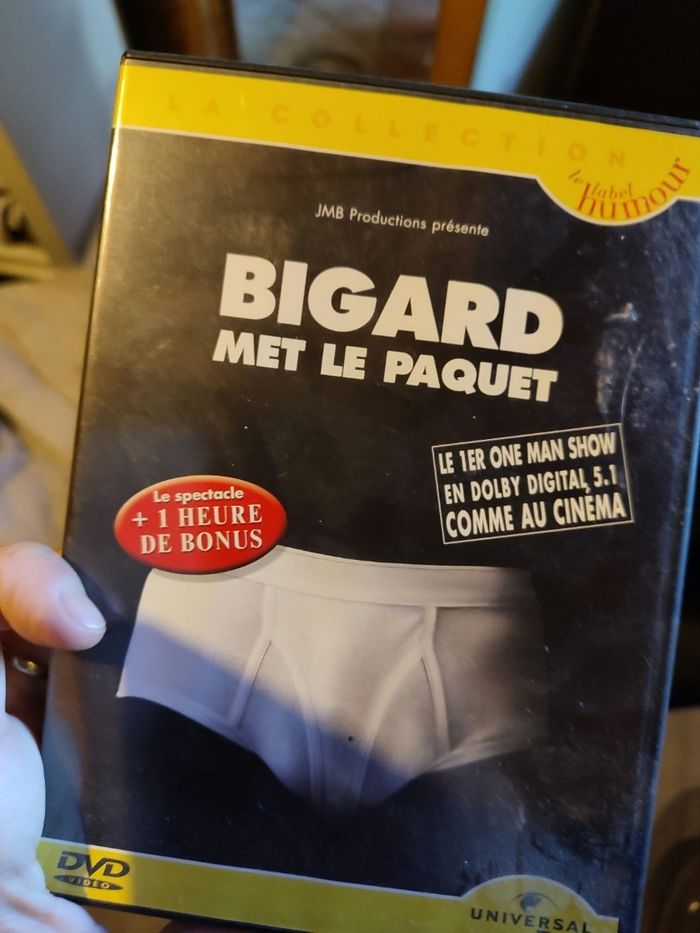 LA COLLECTION
le label
humour
JMB Productions présente
BIGARD
MET LE PAQUET
LE 1ER ONE MAN SHOW
EN DOLBY DIGITAL 5.1
COMME AU CINÉMA
Le spectacle
+ 1 HEURE
DE BONUS
DVD
VIDEO
UNIVERSAL